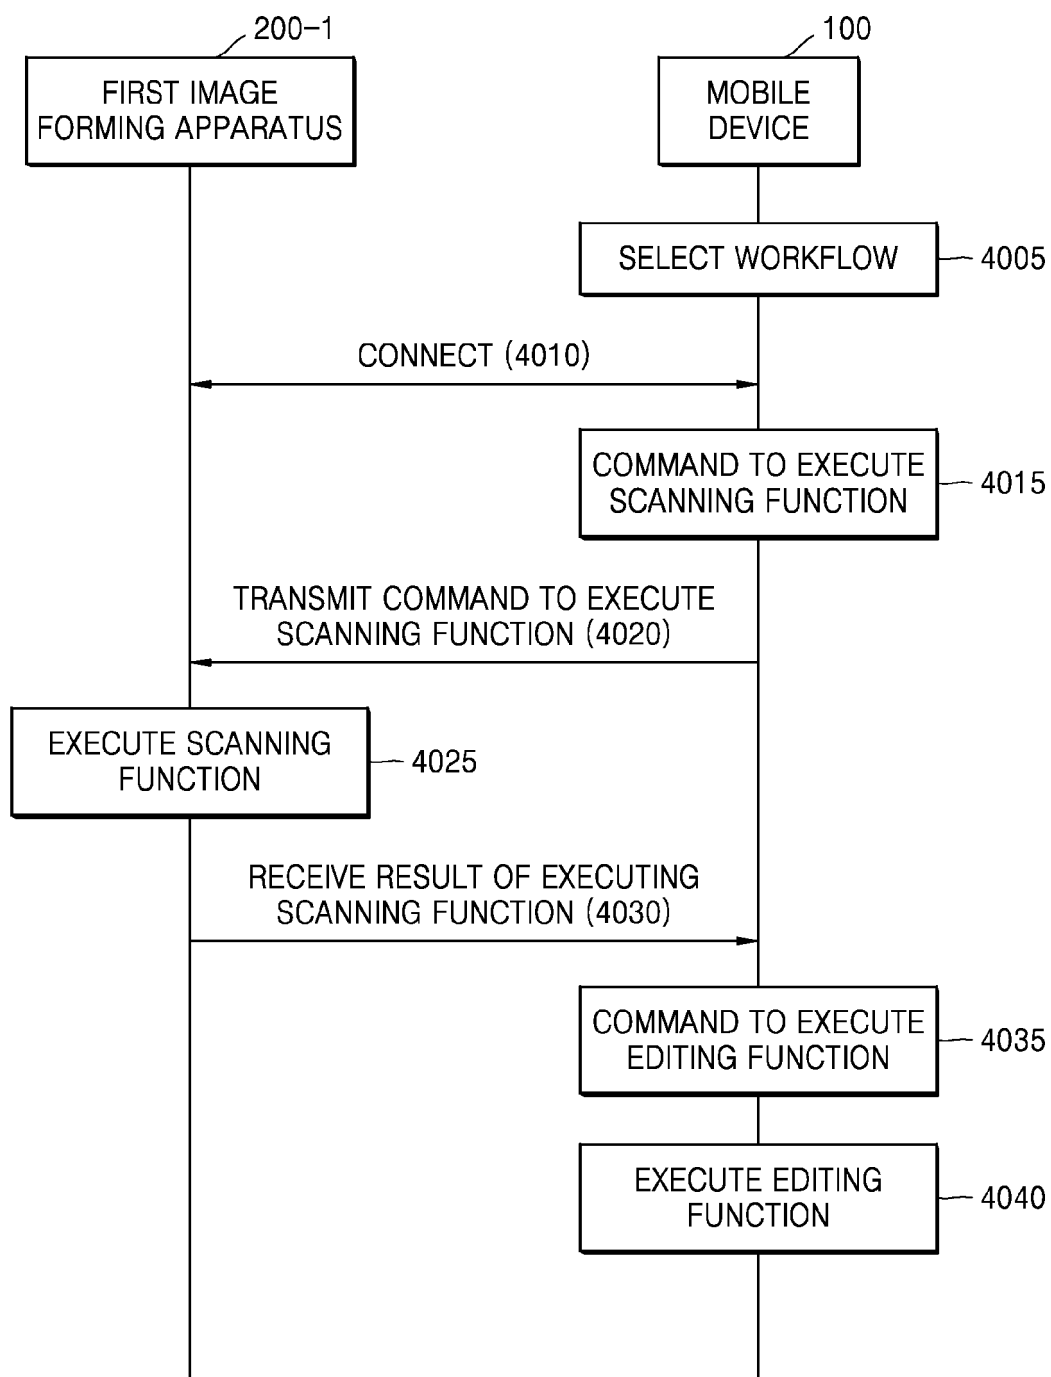 200-1
100
FIRST IMAGE
FORMING APPARATUS
MOBILE
DEVICE
SELECT WORKFLOW
4005
CONNECT (4010)
COMMAND TO EXECUTE
SCANNING FUNCTION
4015
TRANSMIT COMMAND TO EXECUTE
SCANNING FUNCTION (4020)
EXECUTE SCANNING
FUNCTION
4025
RECEIVE RESULT OF EXECUTING
SCANNING FUNCTION (4030)
COMMAND TO EXECUTE
EDITING FUNCTION
4035
EXECUTE EDITING
FUNCTION
4040